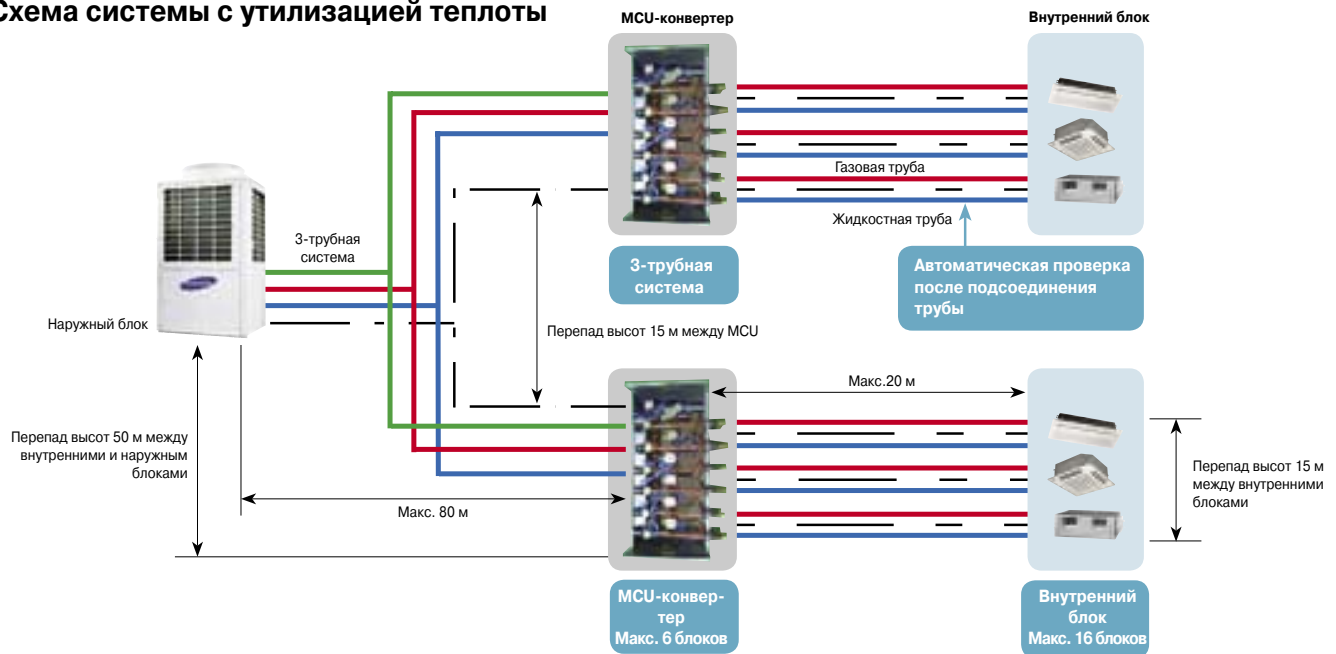 Схема системы с утилизацией теплоты
MCU-конвертер
Внутренний блок
Газовая труба
Жидкостная труба
3-трубная
система
3-трубная
система
Автоматическая проверка
после подсоединения
трубы
Наружный блок
Перепад высот 15 м между MCU
Макс.20 м
Перепад высот 50 м между
внутренними и наружным
блоками
Макс. 80 м
Перепад высот 15 м
между внутренними
блоками
MCU-конвер-
тер
Макс. 6 блоков
Внутренний
блок
Макс. 16 блоков